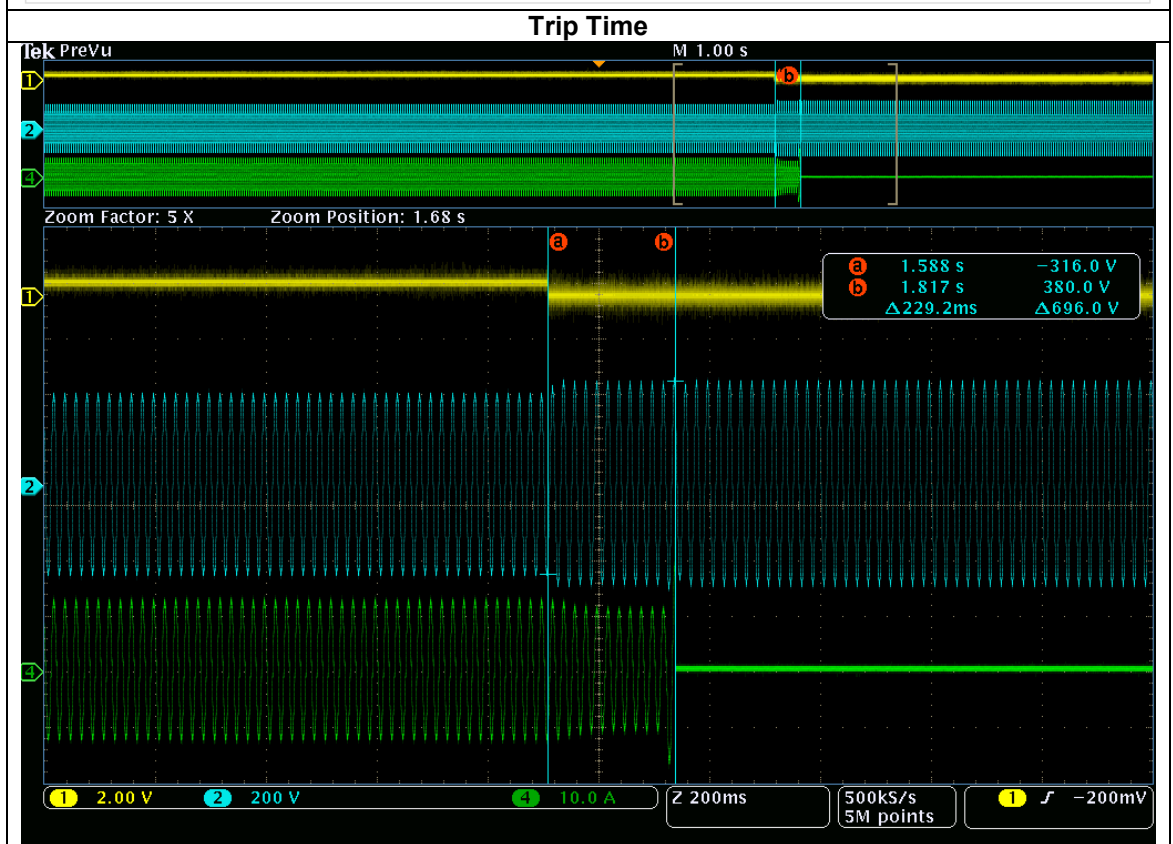 Trip Time
Tek PreVu M 1.00 s
1
b
2
4
Zoom Factor: 5 X Zoom Position: 1.68 s
a b
a 1.588 s −316.0 V
b 1.817 s 380.0 V
Δ229.2ms Δ696.0 V
1
2
4
1 2.00 V 2 200 V 4 10.0 A Z 200ms 500kS/s 1 ƒ −200mV
5M points